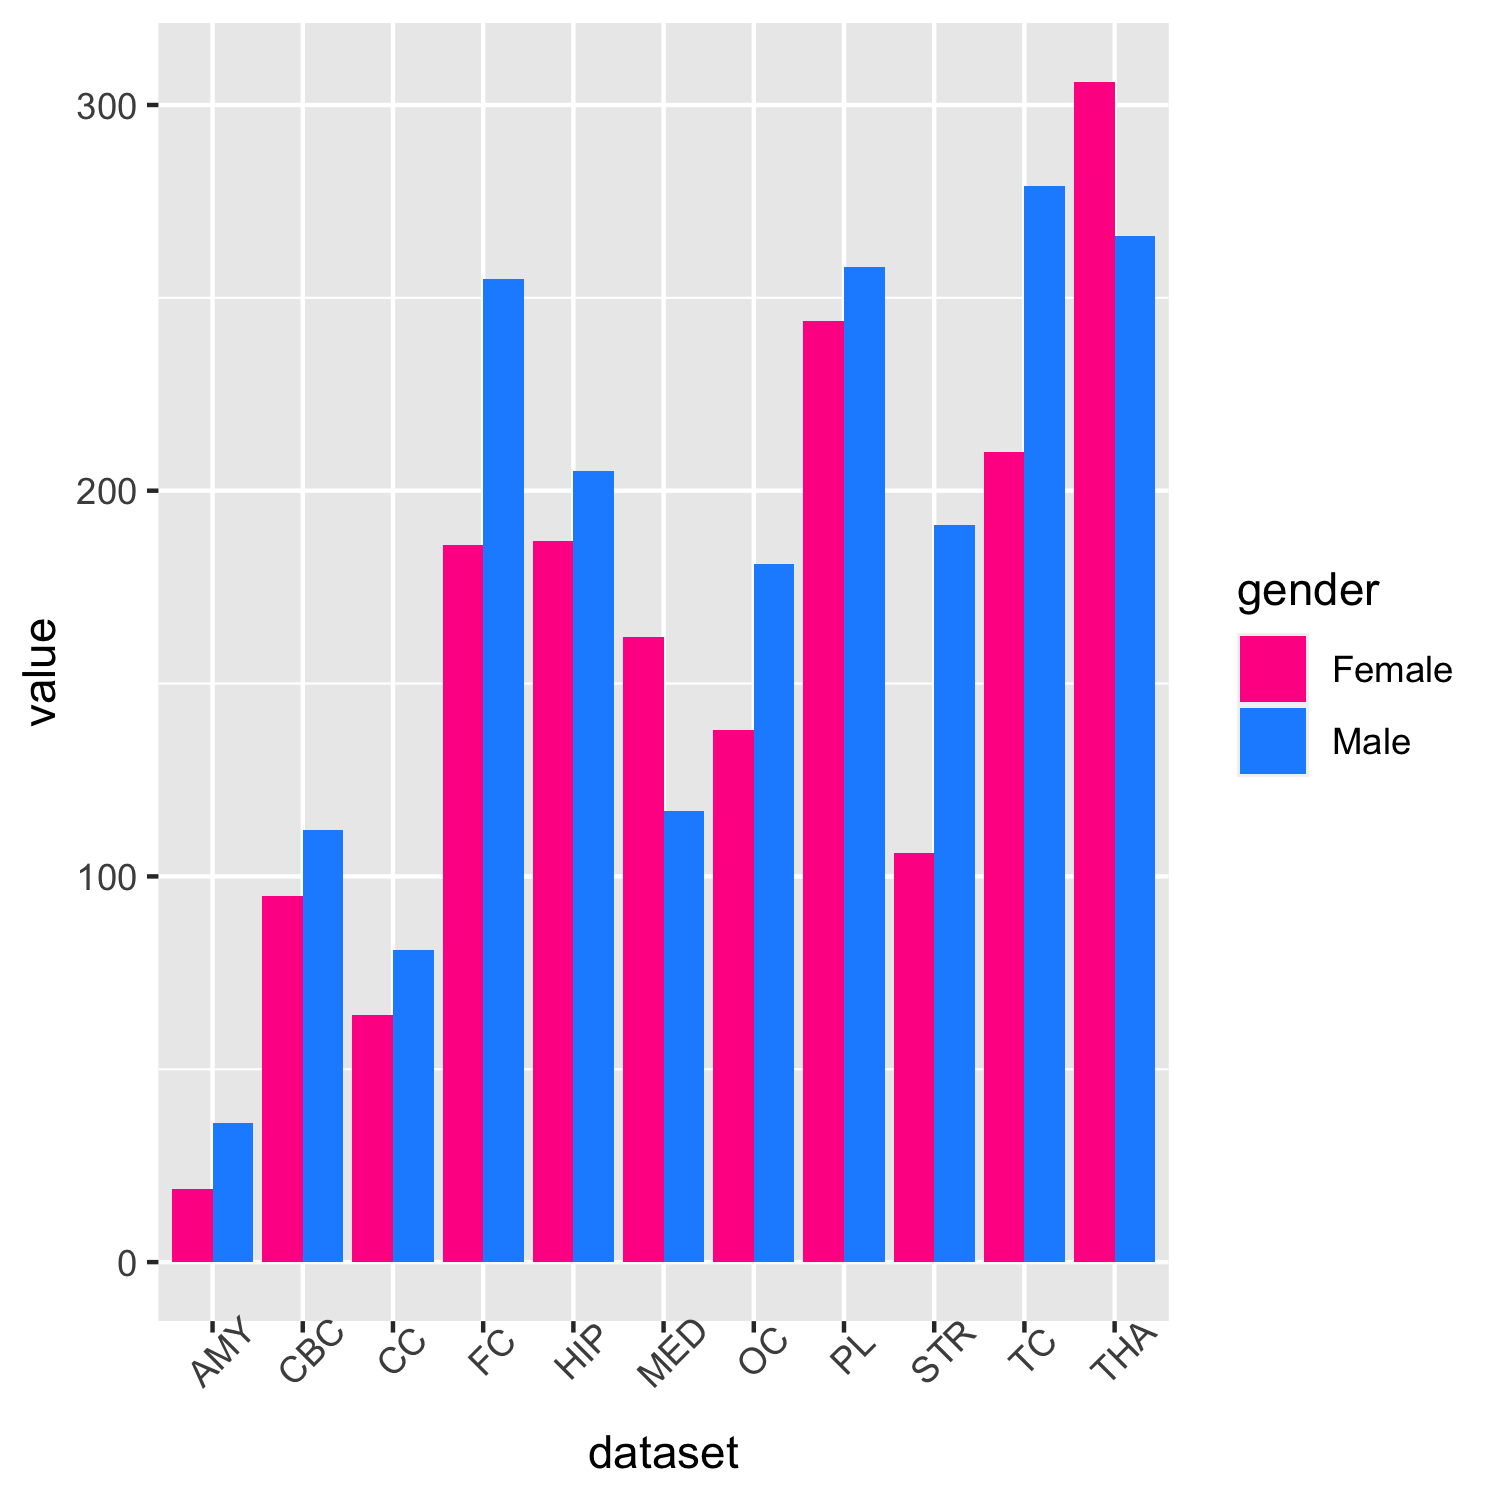 300
200
100
0
value
AMY CBC CC FC HIP MED OC PL STR TC THA
dataset
gender
Female
Male